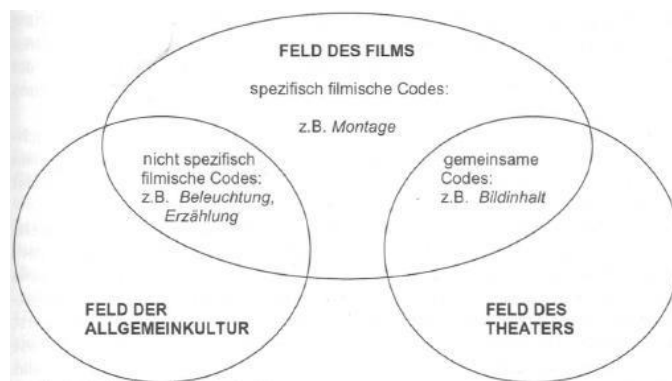 FELD DES FILMS
spezifisch filmische Codes:
z.B. Montage
nicht spezifisch
filmische Codes:
z.B. Beleuchtung,
Erzählung
gemeinsame
Codes:
z.B. Bildinhalt
FELD DER
ALLGEMEINKULTUR
FELD DES
THEATERS